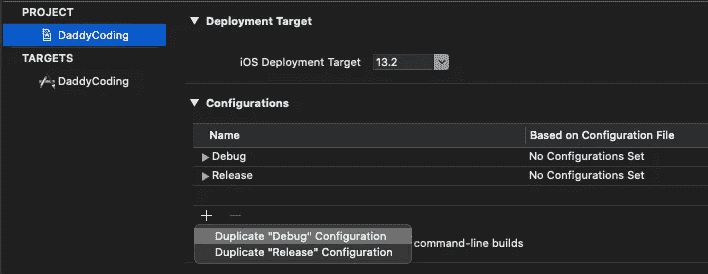 PROJECT
DaddyCoding
TARGETS
DaddyCoding
Deployment Target
iOS Deployment Target 13.2
Configurations
Name Based on Configuration File
Debug No Configurations Set
Release No Configurations Set
Duplicate "Debug" Configuration
Duplicate "Release" Configuration
command-line builds